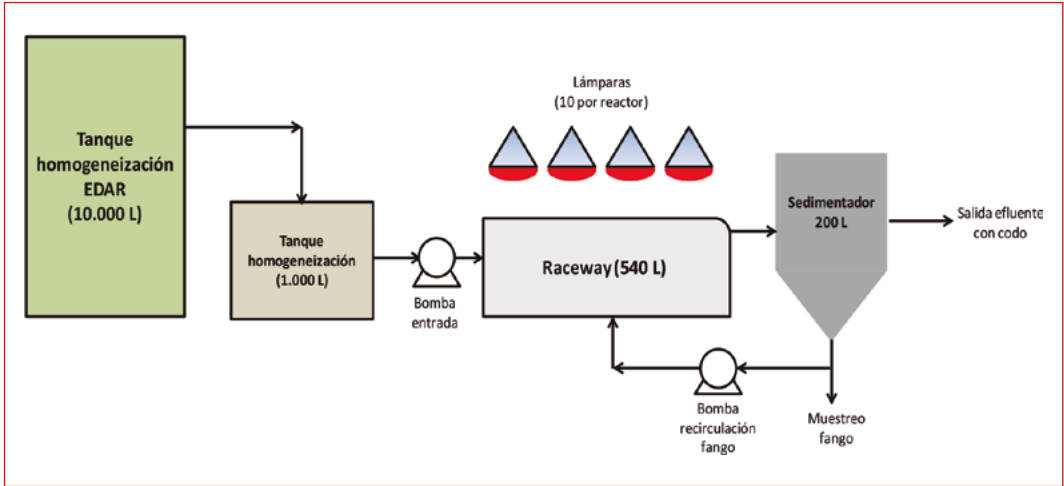 Tanque
homogeneización
EDAR
(10.000 L)
Tanque
homogeneización
(1.000 L)
Bomba
entrada
Lámparas
(10 por reactor)
Raceway (540 L)
Sedimentador
200 L
Salida efluente
con codo
Bomba
recirculación
fango
Muestreo
fango